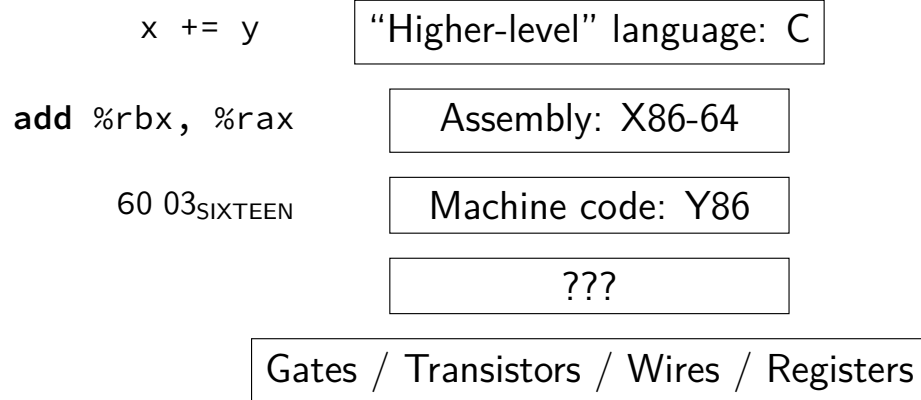 x += y “Higher-level” language: C
add %rbx, %rax Assembly: X86-64
60 03SIXTEEN Machine code: Y86
???
Gates / Transistors / Wires / Registers